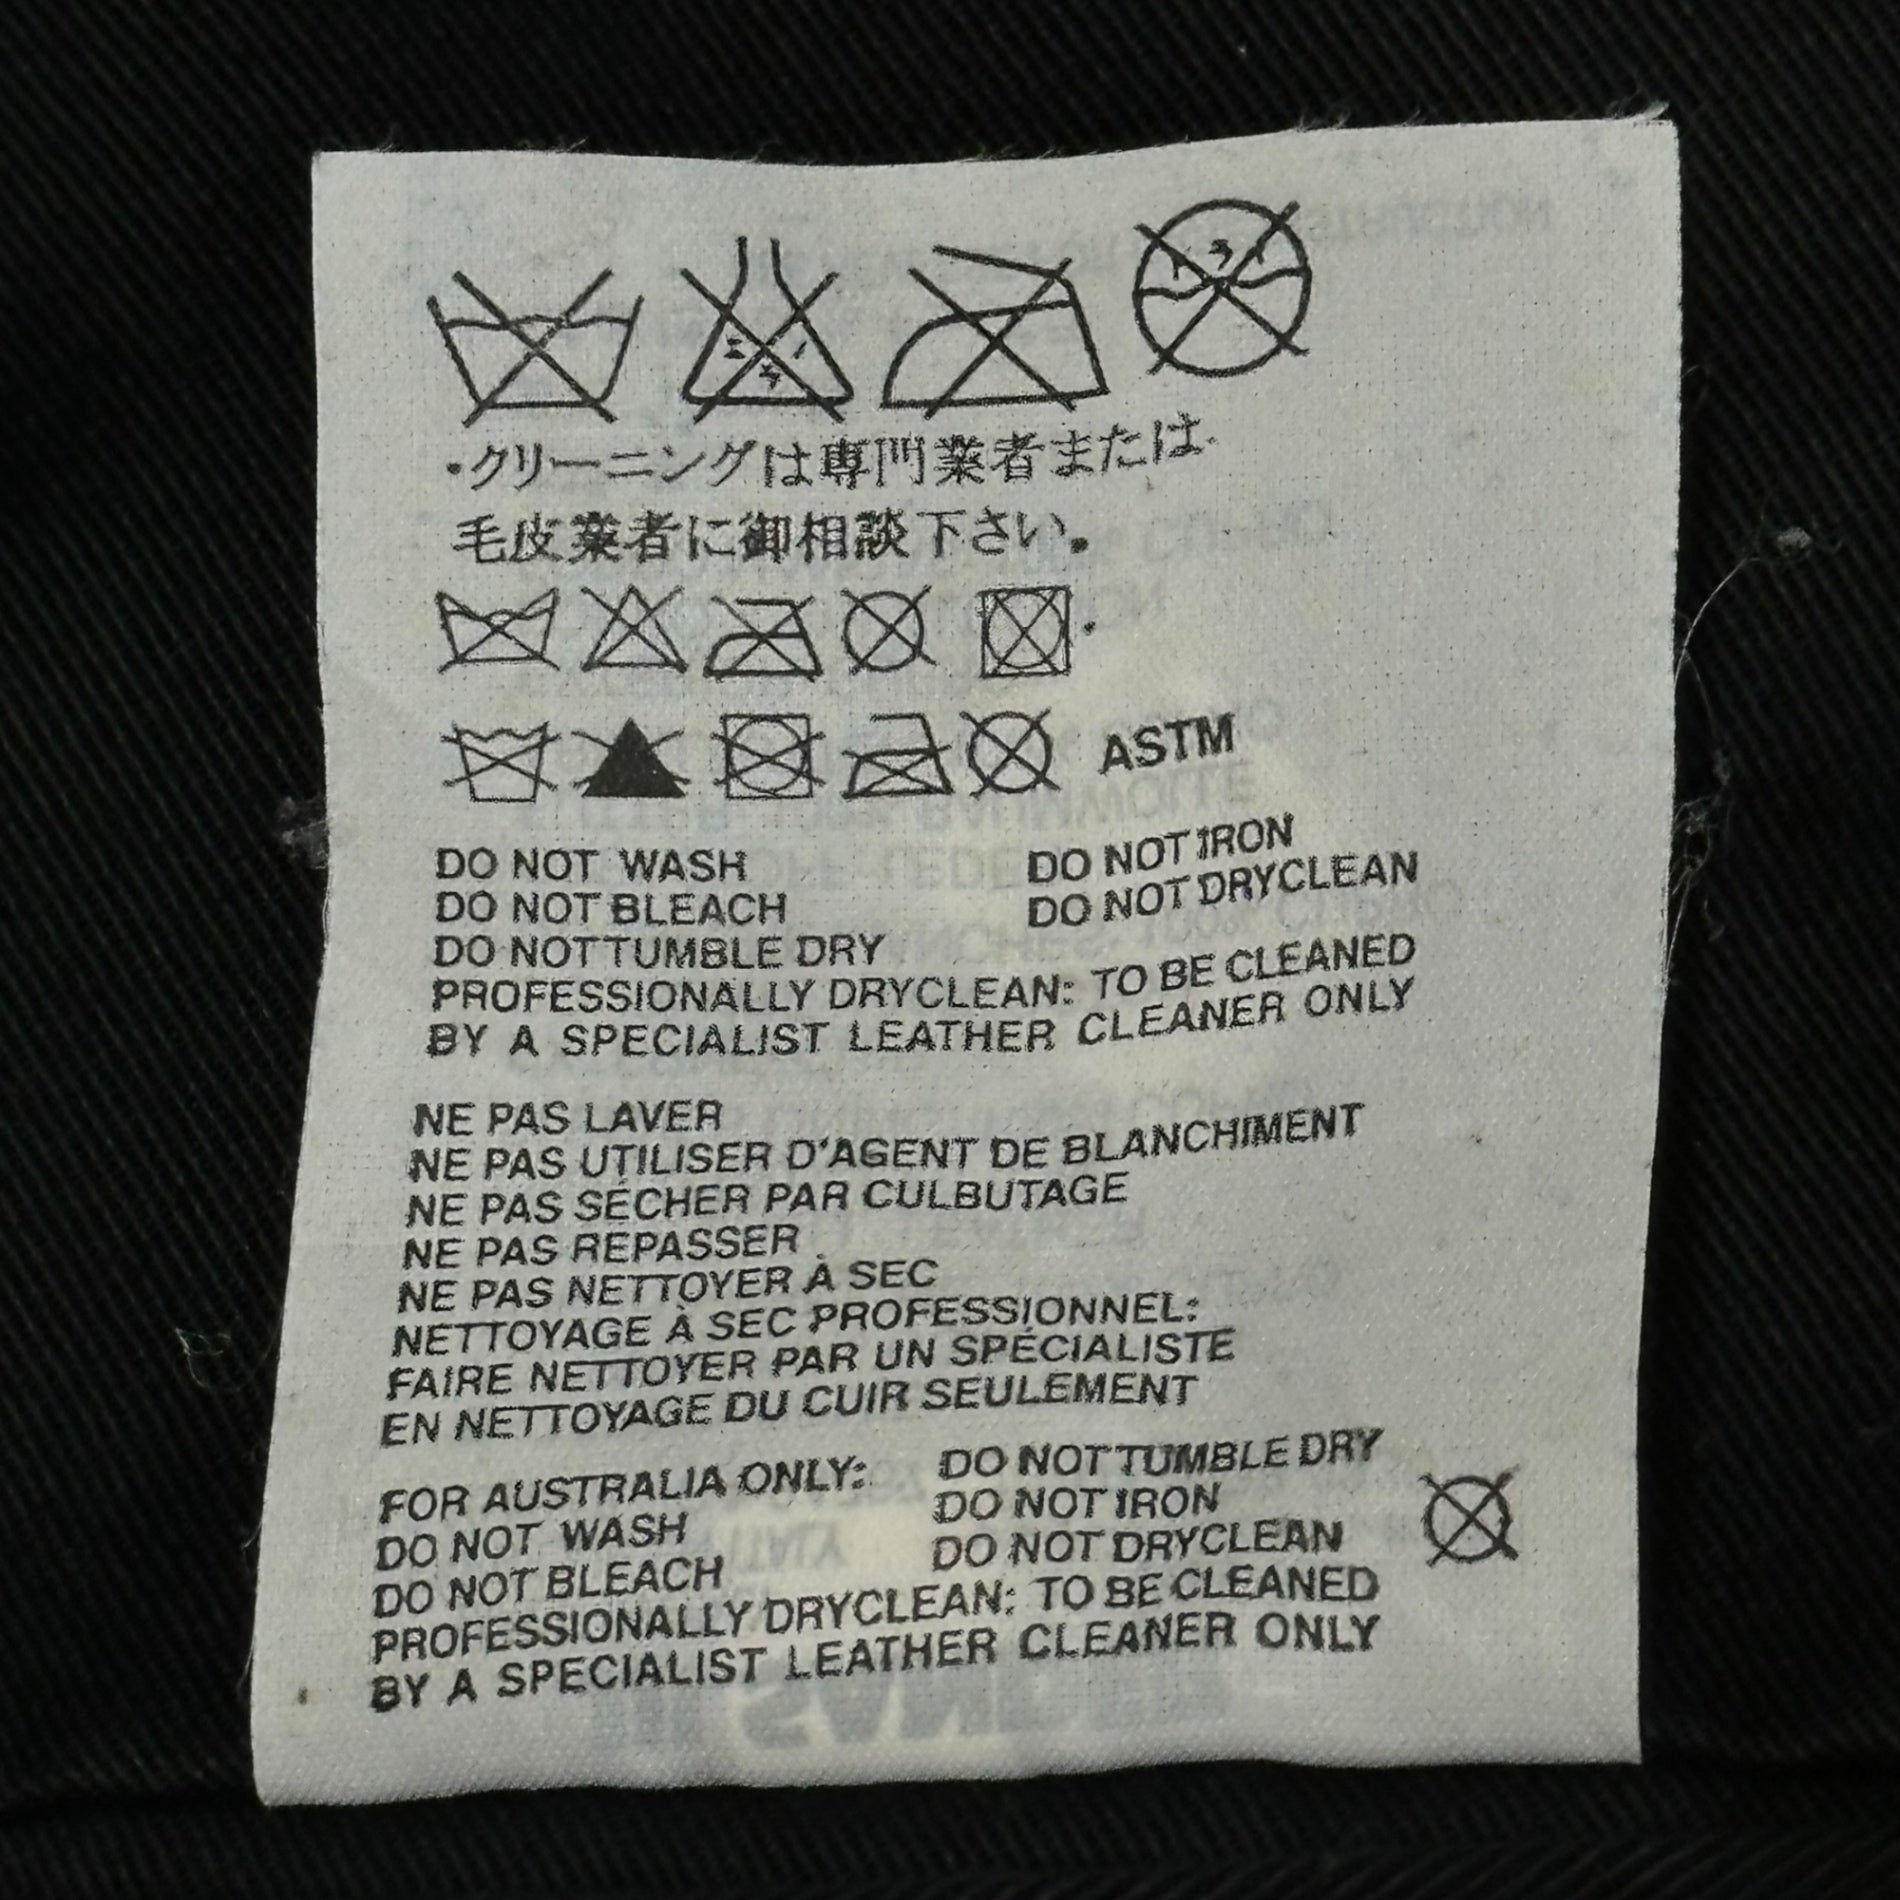 ・クリーニングは専門業者または
毛皮業者に御相談下さい。
ASTM
DO NOT WASH
DO NOT BLEACH
DO NOT TUMBLE DRY
DO NOT IRON
DO NOT DRYCLEAN
PROFESSIONALLY DRYCLEAN: TO BE CLEANED
BY A SPECIALIST LEATHER CLEANER ONLY
NE PAS LAVER
NE PAS UTILISER D'AGENT DE BLANCHIMENT
NE PAS SÉCHER PAR CULBUTAGE
NE PAS REPASSER
NE PAS NETTOYER À SEC
NETTOYAGE À SEC PROFESSIONNEL:
FAIRE NETTOYER PAR UN SPÉCIALISTE
EN NETTOYAGE DU CUIR SEULEMENT
FOR AUSTRALIA ONLY:
DO NOT WASH
DO NOT BLEACH
DO NOT TUMBLE DRY
DO NOT IRON
DO NOT DRYCLEAN
PROFESSIONALLY DRYCLEAN: TO BE CLEANED
BY A SPECIALIST LEATHER CLEANER ONLY